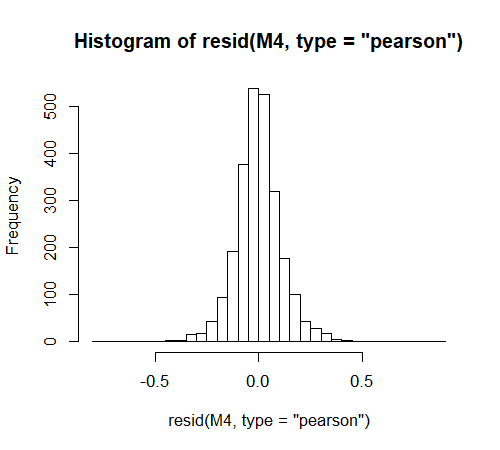 Histogram of resid(M4, type = "pearson")
Frequency
500
400
300
200
100
0
-0.5 0.0 0.5
resid(M4, type = "pearson")